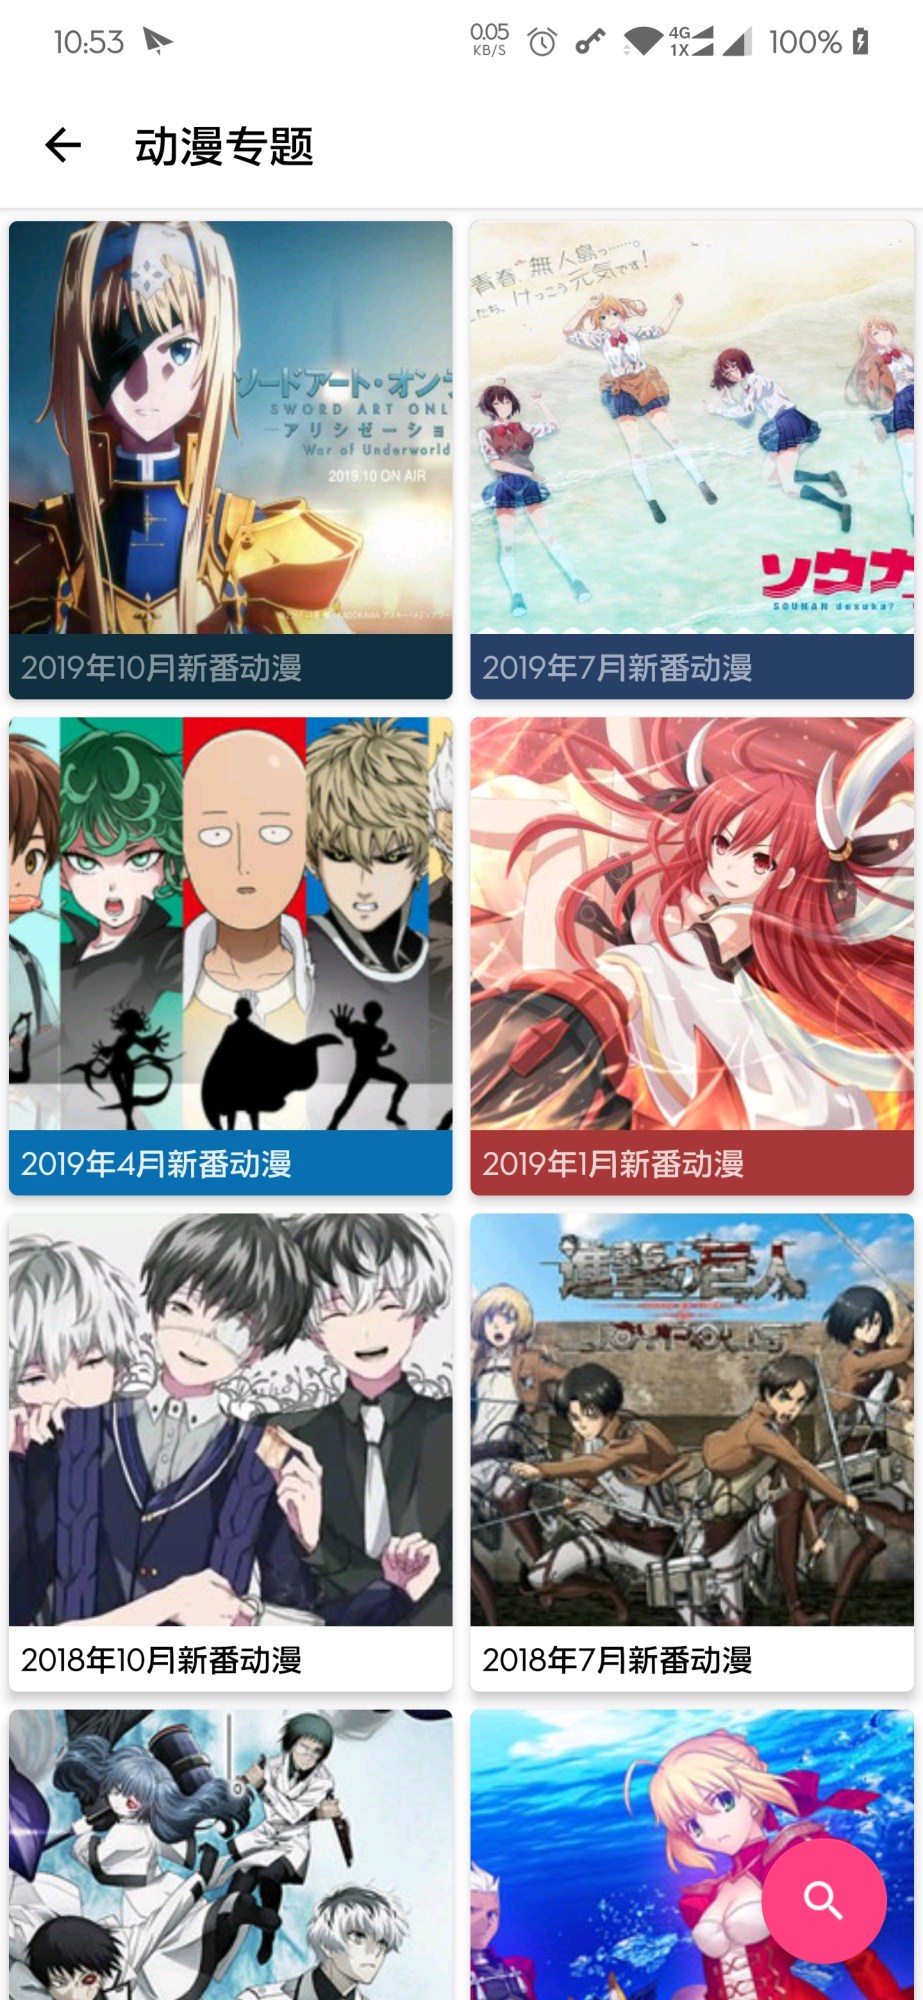 10:53
0.05
KB/S
4G
1X
100%
动漫专题
ソードアート・オン
SWORD ART ONL
アリシゼーショ
War of Underworld
2019.10 ON AIR
2019年10月新番动漫
青春、無人島っ……。
けっこう元気です!
ソウナ
SOUNAN desuka?
2019年7月新番动漫
2019年4月新番动漫
2019年1月新番动漫
2018年10月新番动漫
進撃の巨人
JOYPOLIS
2018年7月新番动漫